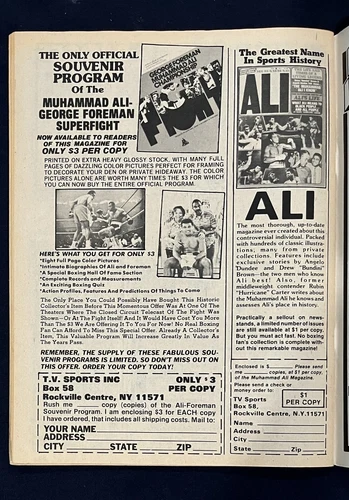 THE ONLY OFFICIAL
SOUVENIR
PROGRAM
Of the
MUHAMMAD ALI-
GEORGE FOREMAN
SUPERFIGHT
NOW AVAILABLE TO READERS
OF THIS MAGAZINE FOR
ONLY $3 PER COPY
PRINTED ON EXTRA HEAVY GLOSSY STOCK, WITH MANY FULL
PAGES OF DAZZLING COLOR PICTURES PERFECT FOR FRAMING
TO DECORATE YOUR DEN OR PRIVATE HIDEAWAY. THE COLOR
PICTURES ALONE ARE WORTH MANY TIMES THE $3 FOR WHICH
YOU CAN NOW BUY THE ENTIRE OFFICIAL PROGRAM.
FIGHT
HERE'S WHAT YOU GET FOR ONLY $3
*Eight Full Page Color Pictures
*Intimate Biographies Of Ali and Foreman
*A Special Boxing Hall Of Fame Section
*Complete Records and Measurements
*An Exciting Boxing Quiz
*Action Profiles, Features And Predictions Of Things To Come
The Only Place You Could Possibly Have Bought This Historic
Collector's Item Before This Momentous Offer Was At One Of The
Theaters Where The Closed Circuit Telecast Of The Fight Was
Shown—Or At The Fight Itself! And It Would Have Cost You More
Than The $3 We Are Offering It To You For Now! No Real Boxing
Fan Can Afford To Miss This Special Offer. Already A Collector's
Item, This Valuable Program Will Increase Greatly In Value As
The Years Pass.
REMEMBER, THE SUPPLY OF THESE FABULOUS SOU-
VENIR PROGRAMS IS LIMITED. SO DON'T MISS OUT ON
THIS OFFER. ORDER YOUR COPY TODAY!
T.V. SPORTS INC
Box 58
Rockville Centre, NY 11571
ONLY $3
PER COPY
Rush me ____ copy (copies) of the Ali-Foreman
Souvenir Program. I am enclosing $3 for EACH copy
I have ordered, that includes all shipping costs. Mail to:
YOUR NAME
ADDRESS
CITY STATE ZIP
The Greatest Name
In Sports History
ALI
ALI
The most thorough, up-to-date
magazine ever created about this
controversial individual. Packed
with hundreds of classic illustra-
tions, many from private
collections. Features include
exclusive stories by Angelo
Dundee and Drew "Bundini"
Brown—the two men who know
Ali best! Also, former
middleweight contender Rubin
"Hurricane" Carter writes about
the Muhammad Ali he knows and
assesses Ali's place in history.
Practically a sellout on news-
stands, a limited number of issues
are still available at $1 per copy.
But you must act fast. No boxing
fan's collection is complete with-
out this remarkable magazine!
Enclosed is $ Please send
me ____ copies, at $1 per copy,
of the Muhammad Ali Magazine
Please send a check or
money order to:
TV Sports
Box 58,
Rockville Centre, N.Y.11571
$1
PER COPY
Name
Address
City
State Zip